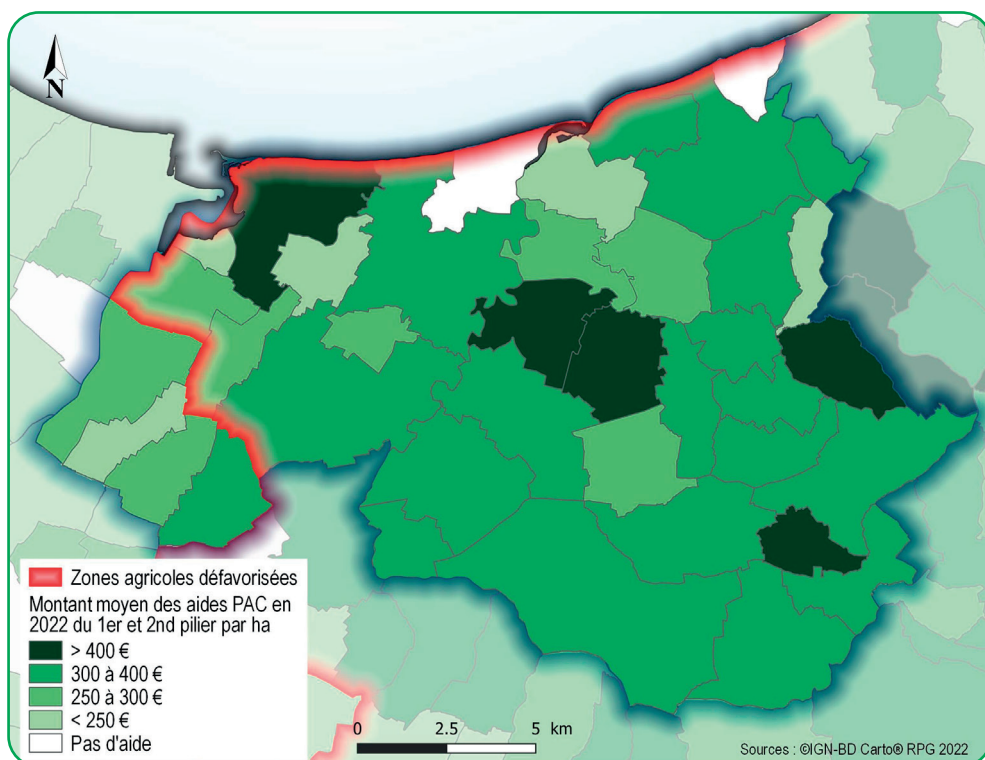 N
Zones agricoles défavorisées
Montant moyen des aides PAC en
2022 du 1er et 2nd pilier par ha
> 400 €
300 à 400 €
250 à 300 €
< 250 €
Pas d'aide
0 2.5 5 km
Sources : ©IGN-BD Carto® RPG 2022